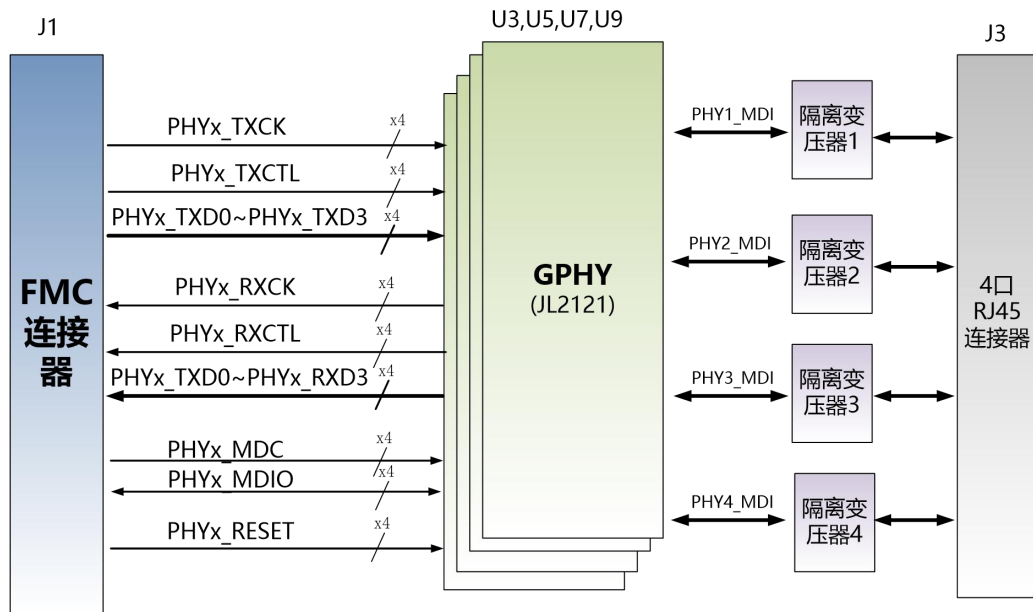 J1
FMC
连接
器
PHYx_TXCK
x4
PHYx_TXCTL
x4
PHYx_TXD0~PHYx_TXD3
x4
PHYx_RXCK
x4
PHYx_RXCTL
x4
PHYx_TXD0~PHYx_RXD3
x4
PHYx_MDC
x4
PHYx_MDIO
x4
PHYx_RESET
x4
U3,U5,U7,U9
GPHY
(JL2121)
PHY1_MDI
隔离变
压器1
PHY2_MDI
隔离变
压器2
PHY3_MDI
隔离变
压器3
PHY4_MDI
隔离变
压器4
J3
4口
RJ45
连接器